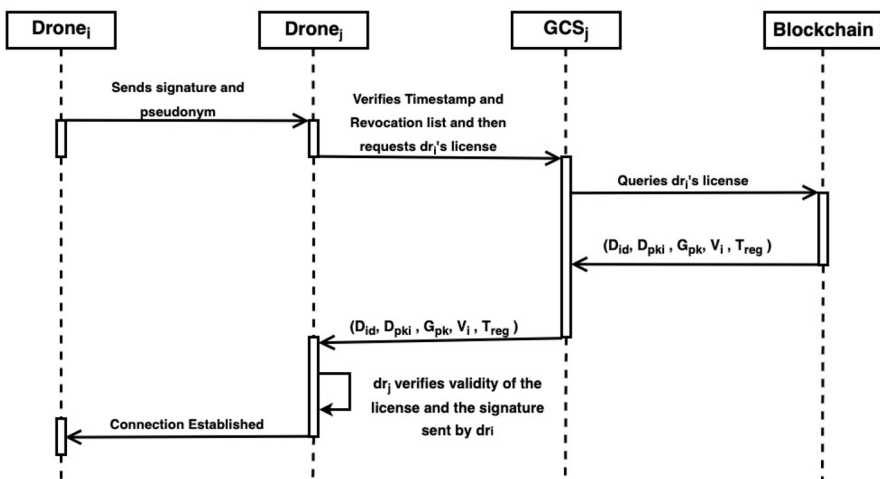 Drone_i
Drone_j
GCS_j
Blockchain
Sends signature and
pseudonym
Verifies Timestamp and
Revocation list and then
requests dr_i's license
Queries dr_i's license
(D_id, D_pki , G_pk, V_i , T_reg )
(D_id, D_pki , G_pk, V_i , T_reg )
dr_j verifies validity of the
license and the signature
sent by dr_i
Connection Established